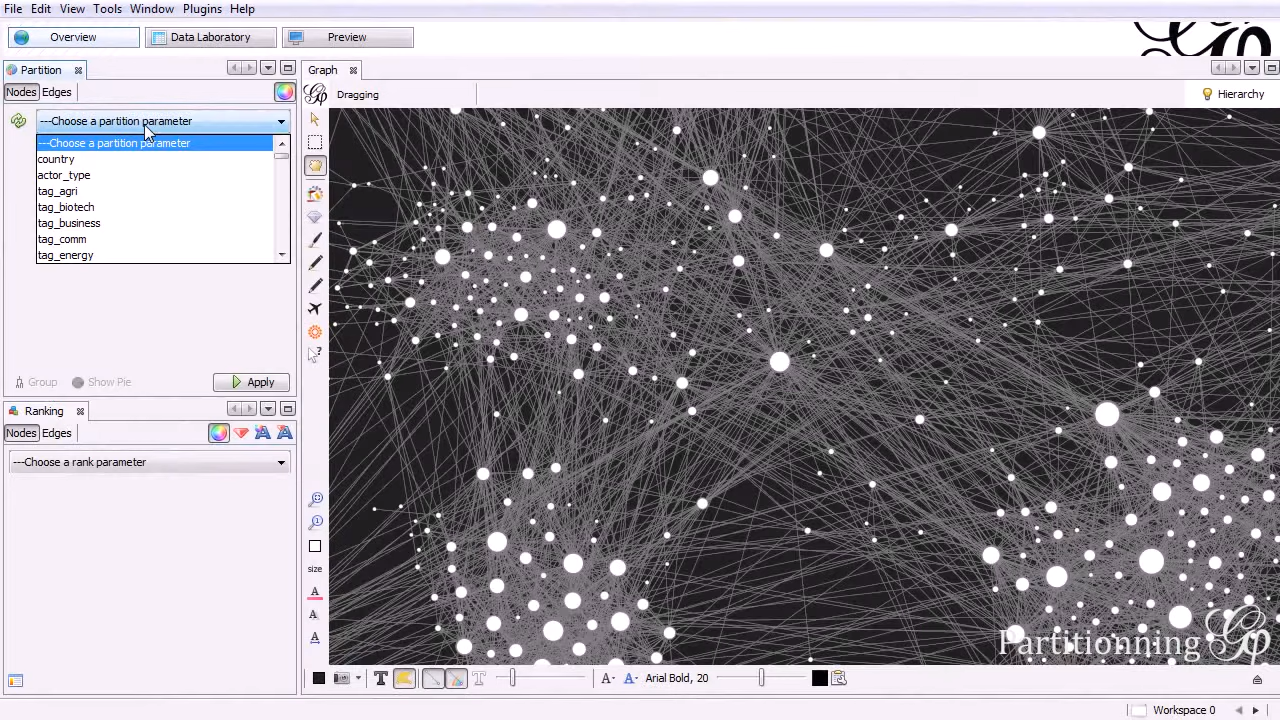 File Edit View Tools Window Plugins Help
Overview Data Laboratory Preview
Partition
Nodes Edges
---Choose a partition parameter
---Choose a partition parameter
country
actor_type
tag_agri
tag_biotech
tag_business
tag_comm
tag_energy
Group Show Pie Apply
Ranking
Nodes Edges
---Choose a rank parameter
Graph
Dragging Hierarchy
size
Partitionning
Arial Bold, 20
Workspace 0